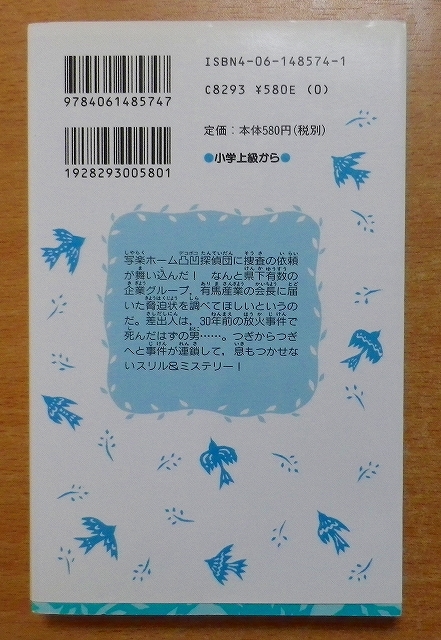 ISBN4-06-148574-1
9784061485747
C8293 ¥580E (0)
定価：本体580円(税別)
1928293005801
●小学上級から●
写楽ホーム凸凹探偵団に捜査の依頼
が舞い込んだ！ なんと県下有数の
企業グループ、有馬産業の会長に届
いた脅迫状を調べてほしいというの
だ。差出人は、30年前の放火事件で
死んだはずの男……。つぎからつぎ
へと事件が連鎖して、息もつかせな
いスリル&ミステリー！